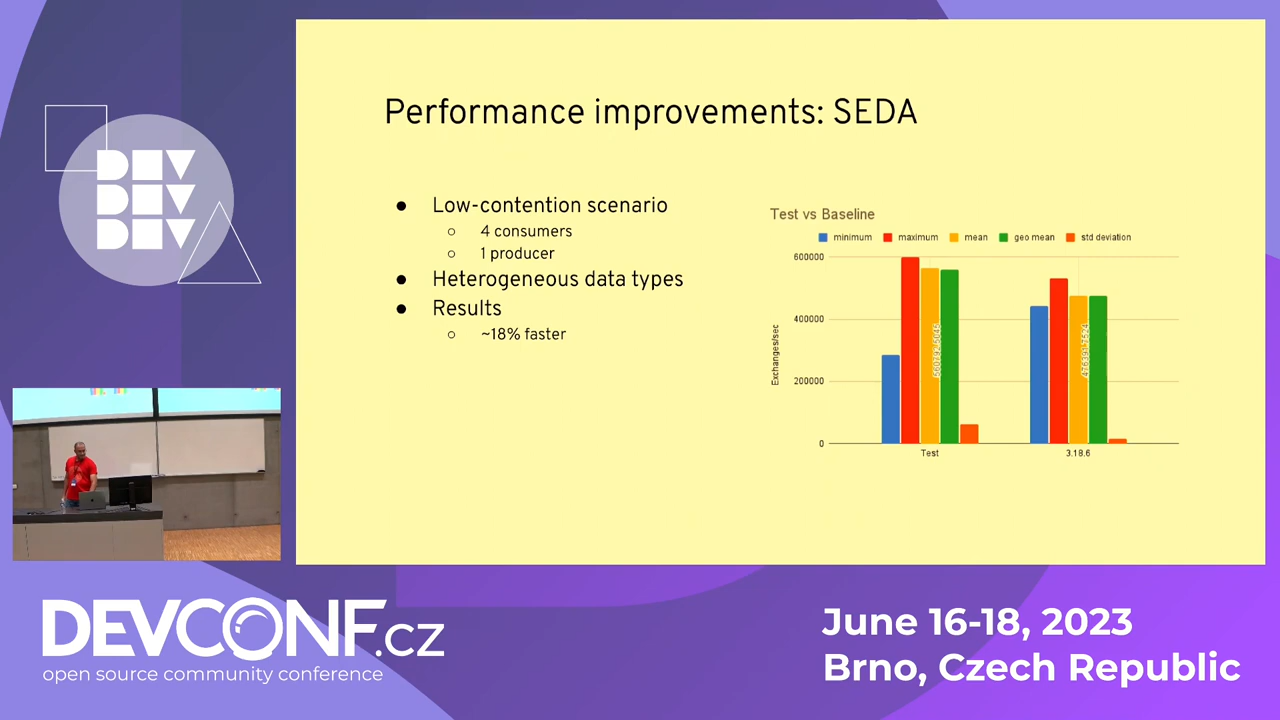 DEV
DEV
DEV
Performance improvements: SEDA
● Low-contention scenario
○ 4 consumers
○ 1 producer
● Heterogeneous data types
● Results
○ ~18% faster
Test vs Baseline
minimum maximum mean geo mean std deviation
Exchanges/sec
600000
400000
200000
0
Test 3.18.6
DEVCONF.cz
open source community conference
June 16-18, 2023
Brno, Czech Republic